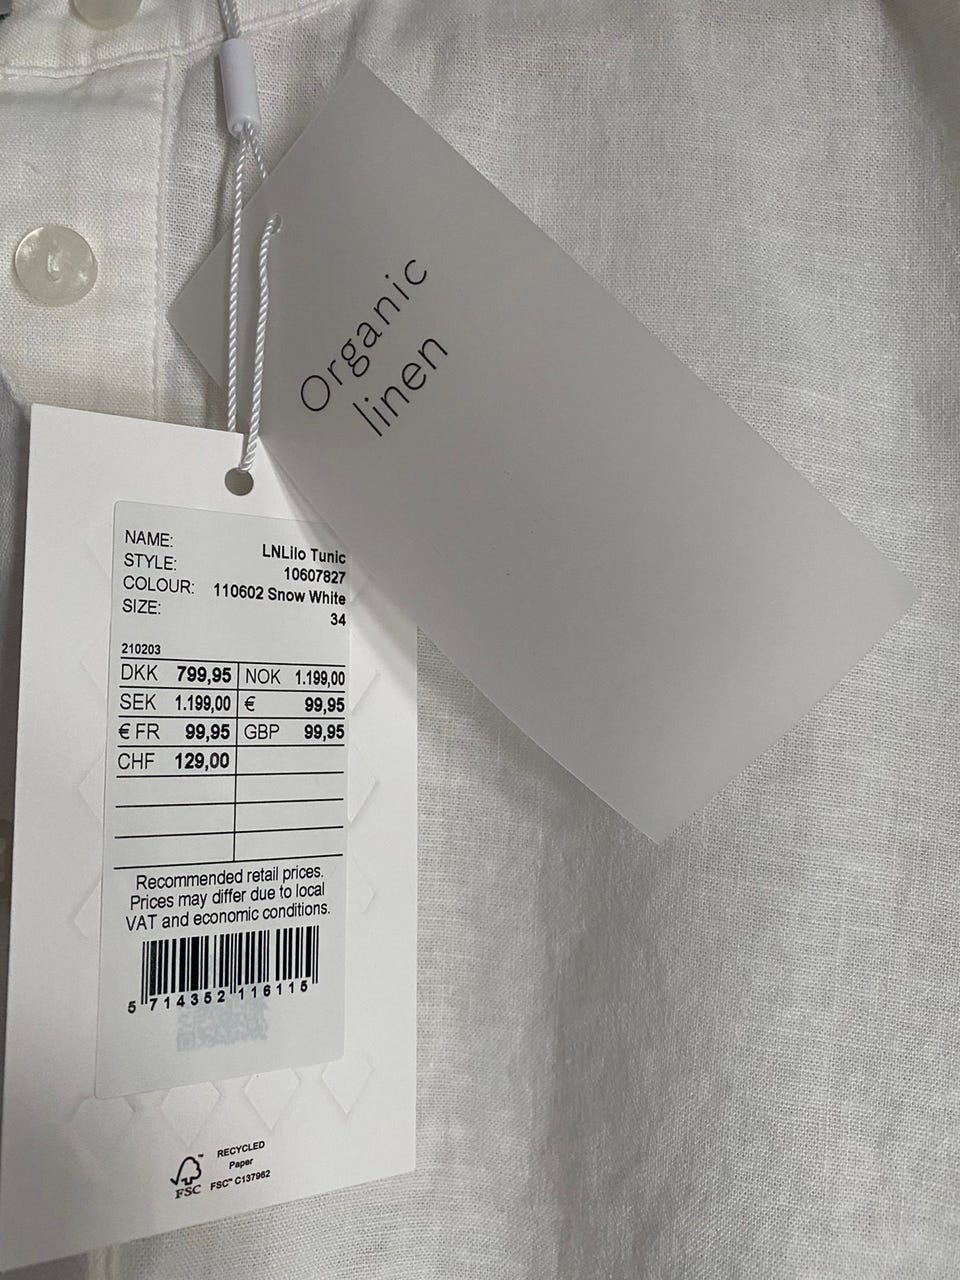 Organic
linen
NAME: LNLilo Tunic
STYLE: 10607827
COLOUR: 110602 Snow White
SIZE: 34
210203
DKK 799,95 NOK 1.199,00
SEK 1.199,00 € 99,95
€ FR 99,95 GBP 99,95
CHF 129,00
Recommended retail prices.
Prices may differ due to local
VAT and economic conditions.
5 714352 116115
RECYCLED
Paper
FSC™ C137962
FSC